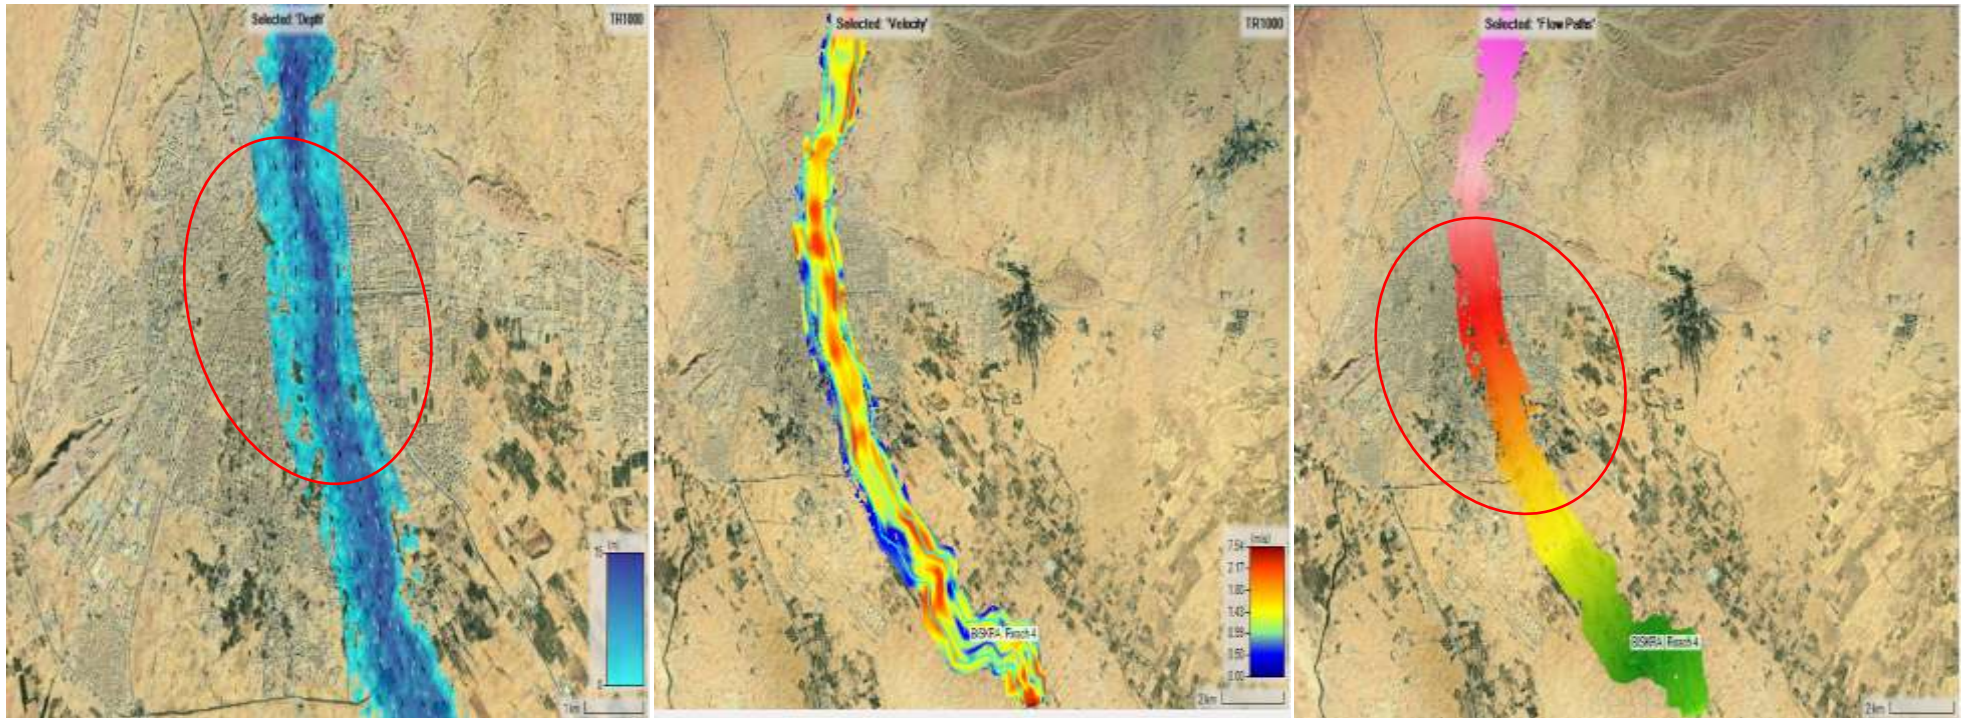 Selected: 'Depth'
TR1000
(m)
15
0
1 km
Selected: 'Velocity'
TR1000
BISKRA Reach-4
(m/s)
7.54
2.17
1.80
1.43
0.50
0.00
2 km
Selected: 'Flow Paths'
BISKRA Reach-4
2 km